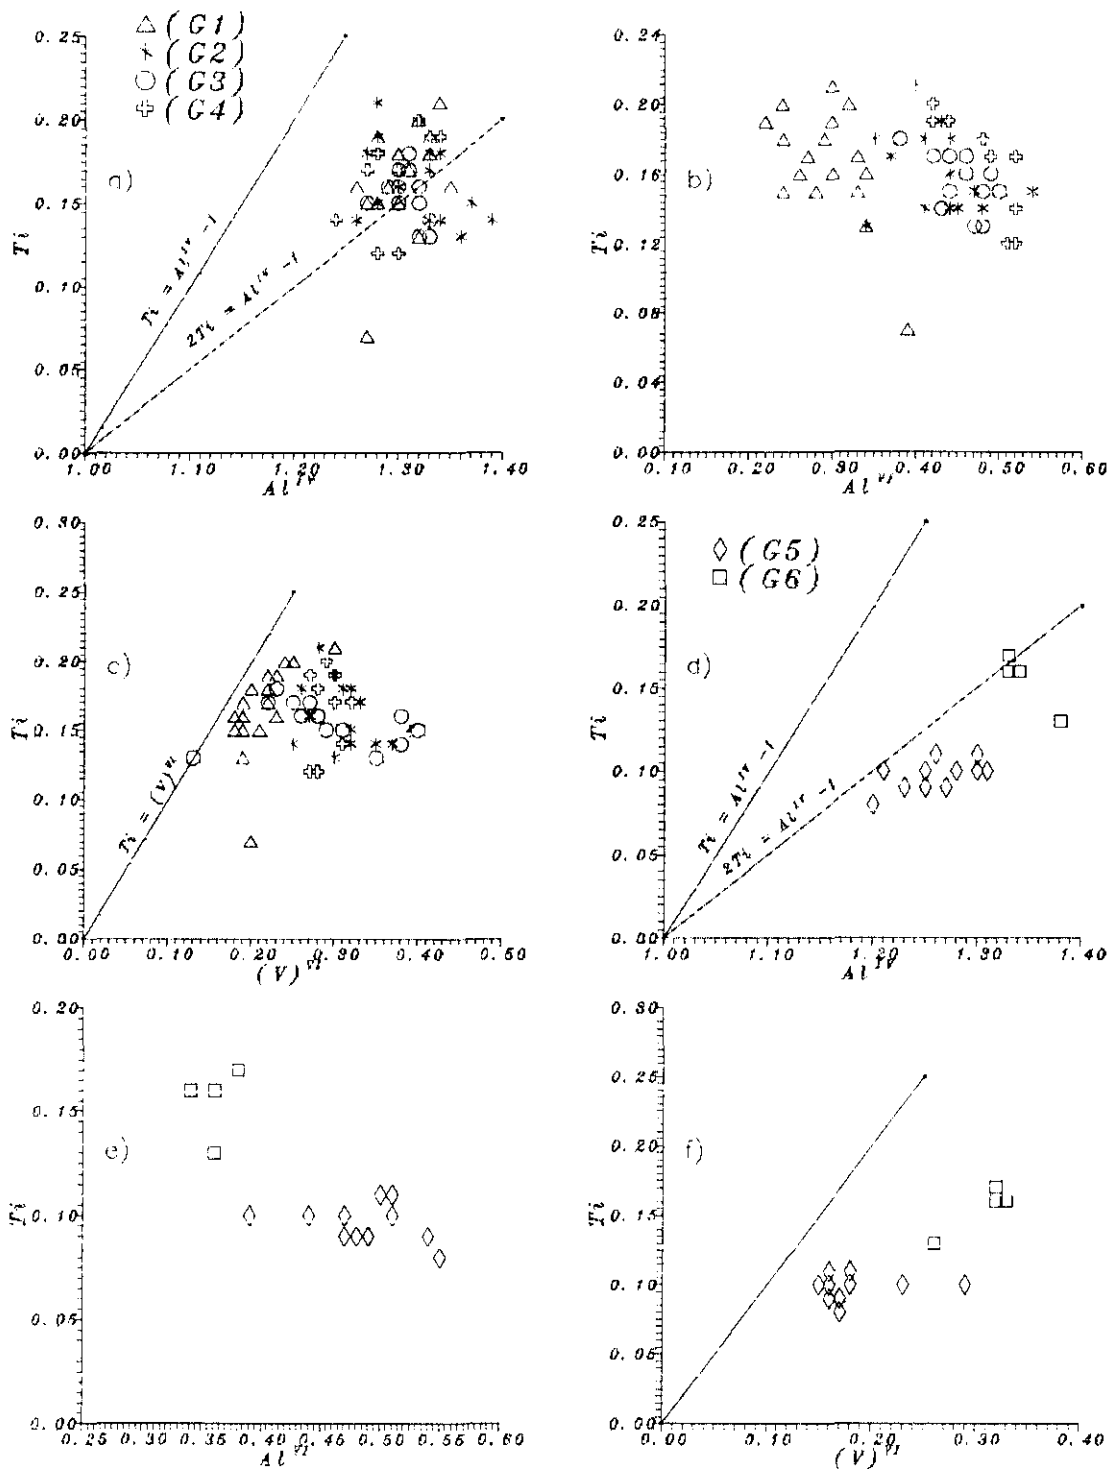 △ (G1)
✶ (G2)
○ (G3)
✚ (G4)
a)
Ti
0.25
0.20
0.15
0.10
0.05
0.00
Ti = Al^IV -1
2Ti = Al^IV -1
1.00 1.10 1.20 1.30 1.40
Al^IV
b)
Ti
0.24
0.20
0.16
0.12
0.08
0.04
0.00
0.10 0.20 0.30 0.40 0.50 0.60
Al^VI
c)
Ti
0.30
0.25
0.20
0.15
0.10
0.05
0.00
Ti = (V)^VI
0.00 0.10 0.20 0.30 0.40 0.50
(V)^VI
◇ (G5)
□ (G6)
d)
Ti
0.25
0.20
0.15
0.10
0.05
0.00
Ti = Al^IV -1
2Ti = Al^IV -1
1.00 1.10 1.20 1.30 1.40
Al^IV
e)
Ti
0.20
0.15
0.10
0.05
0.00
0.25 0.30 0.35 0.40 0.45 0.50 0.55 0.60
Al^VI
f)
Ti
0.30
0.25
0.20
0.15
0.10
0.05
0.00
0.00 0.10 0.20 0.30 0.40
(V)^VI